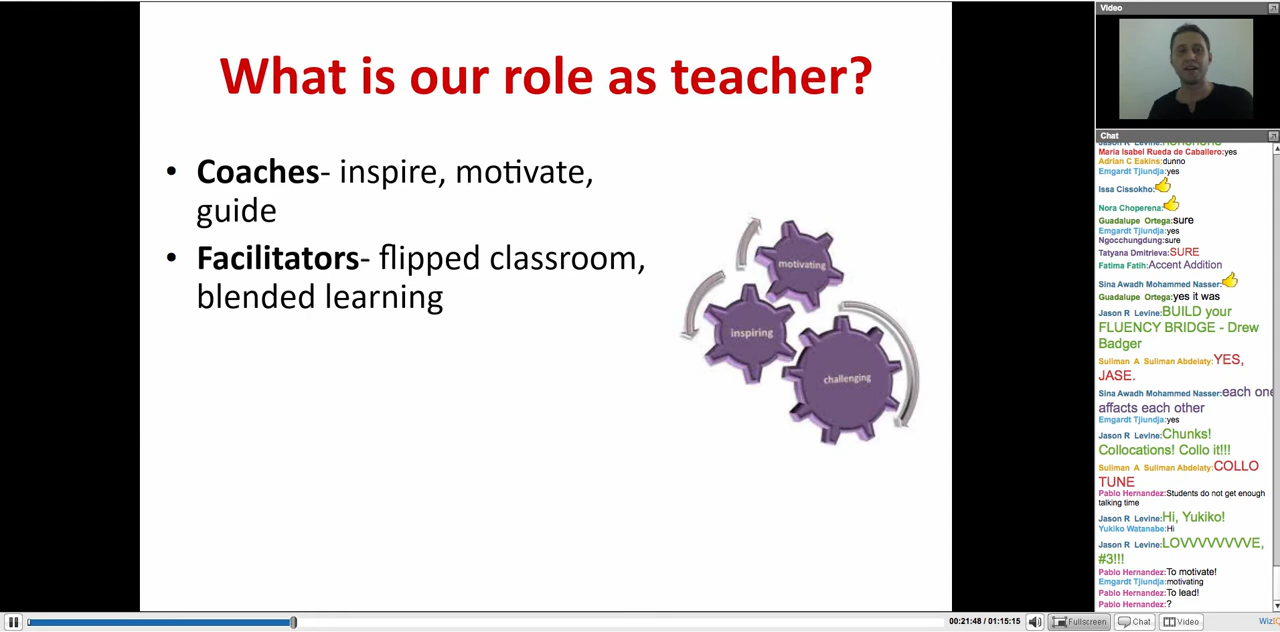 What is our role as teacher?
• Coaches- inspire, motivate,
guide
• Facilitators- flipped classroom,
blended learning
motivating
inspiring
challenging
Video
Chat
Maria Isabel Rueda de Caballero:yes
Adrian C Eakins:dunno
Emgardt Tjiundja:yes
Issa Cissokho:
Nora Choperena:
Guadalupe Ortega:sure
Emgardt Tjiundja:yes
Ngocchungdung:sure
Tatyana Dmitrieva:SURE
Fatima Fatih:Accent Addition
Sina Awadh Mohammed Nasser:
Guadalupe Ortega:yes it was
Jason R Levine:BUILD your
FLUENCY BRIDGE - Drew
Badger
Suliman A Suliman Abdelaty:YES,
JASE.
Sina Awadh Mohammed Nasser:each one
affacts each other
Emgardt Tjiundja:yes
Jason R Levine:Chunks!
Collocations! Collo it!!!
Suliman A Suliman Abdelaty:COLLO
TUNE
Pablo Hernandez:Students do not get enough
talking time
Jason R Levine:Hi, Yukiko!
Yukiko Watanabe:Hi
Jason R Levine:LOVVVVVVVE,
#3!!!
Pablo Hernandez:To motivate!
Emgardt Tjiundja:motivating
Pablo Hernandez:To lead!
Pablo Hernandez:?
00:21:48 / 01:15:15
Fullscreen
Chat
Video
WizIQ